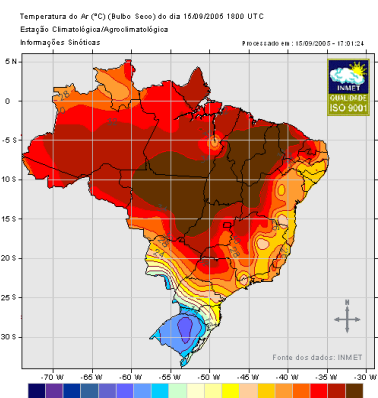 Temperatura do Ar (°C) (Bulbo Seco) do dia 15/09/2005 1800 UTC
Estação Climatológica/Agroclimatológica
Informações Sinóticas
Processado em : 15/09/2005 - 17:01:24
INMET
QUALIDADE
ISO 9001
5 N
0
-5 S
-10 S
-15 S
-20 S
-25 S
-30 S
N
Fonte dos dados: INMET
-70 W -65 W -60 W -55 W -50 W -45 W -40 W -35 W -30 W